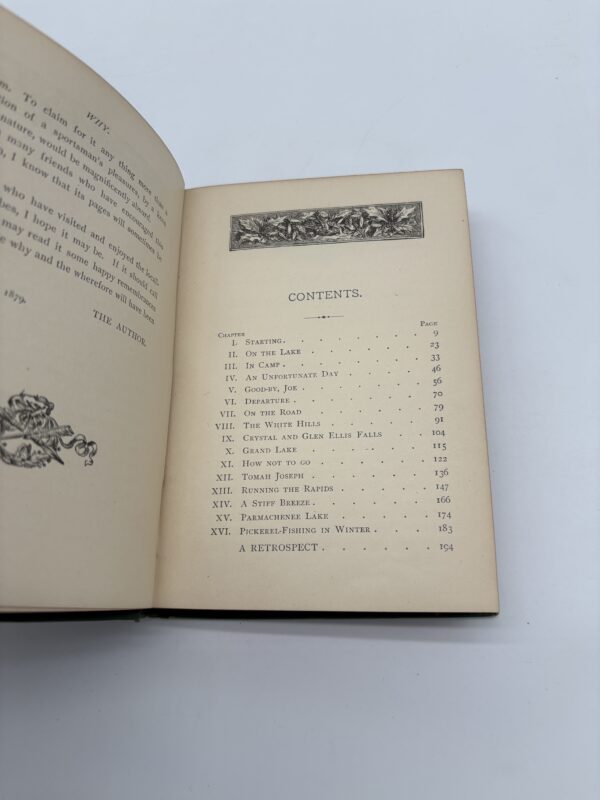 WHY.
m. To claim for it any thing more than a
tion of a sportsman's pleasures, by a
nature, would be magnificently absurd.
many friends who have encouraged this
, I know that its pages will sometimes be
who have visited and enjoyed the locali-
bes, I hope it may be. If it should call
may read it some happy remembrances
e why and the wherefore will have been
1879.
THE AUTHOR.
CONTENTS.
Chapter Page
I. Starting . . . . . . . 9
II. On the Lake . . . . . . 23
III. In Camp . . . . . . . 33
IV. An Unfortunate Day . . . . . 46
V. Good-by, Joe . . . . . . 56
VI. Departure . . . . . . 70
VII. On the Road . . . . . . 79
VIII. The White Hills . . . . . 91
IX. Crystal and Glen Ellis Falls . . . 104
X. Grand Lake . . . . . . 115
XI. How not to go . . . . . 122
XII. Tomah Joseph . . . . . . 136
XIII. Running the Rapids . . . . . 147
XIV. A Stiff Breeze . . . . . . 166
XV. Parmachenee Lake . . . . . 174
XVI. Pickerel-Fishing in Winter . . . 183
A RETROSPECT . . . . . . 194